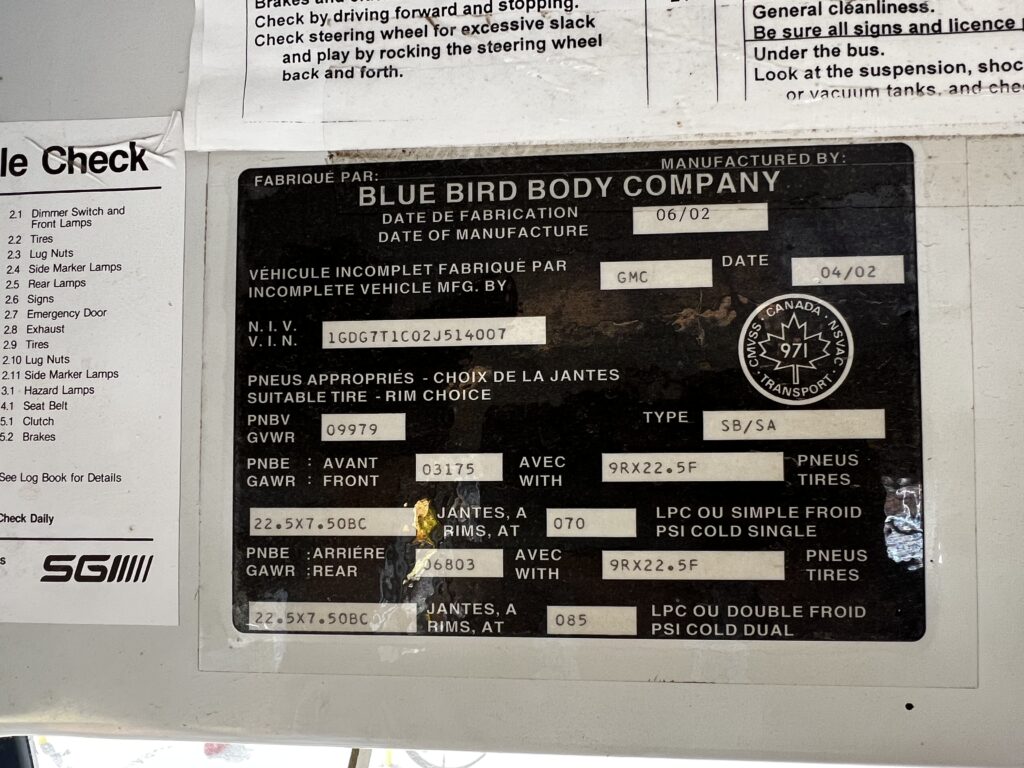 Check by driving forward and stopping.
Check steering wheel for excessive slack
and play by rocking the steering wheel
back and forth.
General cleanliness.
Be sure all signs and licence
Under the bus.
Look at the suspension,
or vacuum tanks, and
le Check
2.1 Dimmer Switch and
Front Lamps
2.2 Tires
2.3 Lug Nuts
2.4 Side Marker Lamps
2.5 Rear Lamps
2.6 Signs
2.7 Emergency Door
2.8 Exhaust
2.9 Tires
2.10 Lug Nuts
2.11 Side Marker Lamps
3.1 Hazard Lamps
4.1 Seat Belt
5.1 Clutch
5.2 Brakes
See Log Book for Details
Check Daily
SGI
FABRIQUÉ PAR: MANUFACTURED BY:
BLUE BIRD BODY COMPANY
DATE DE FABRICATION 06/02
DATE OF MANUFACTURE
VÉHICULE INCOMPLET FABRIQUÉ PAR GMC DATE 04/02
INCOMPLETE VEHICLE MFG. BY
N. I. V. 1GDG7T1C02J514007
V. I. N.
CANADA
CMVSS 971 NSVAC
TRANSPORT
PNEUS APPROPRIÉS - CHOIX DE LA JANTES
SUITABLE TIRE - RIM CHOICE
PNBV 09979 TYPE SB/SA
GVWR
PNBE : AVANT 03175 AVEC 9RX22.5F PNEUS
GAWR : FRONT WITH TIRES
22.5X7.50BC JANTES, A 070 LPC OU SIMPLE FROID
RIMS, AT PSI COLD SINGLE
PNBE :ARRIÉRE 06803 AVEC 9RX22.5F PNEUS
GAWR :REAR WITH TIRES
22.5X7.50BC JANTES, A 085 LPC OU DOUBLE FROID
RIMS, AT PSI COLD DUAL